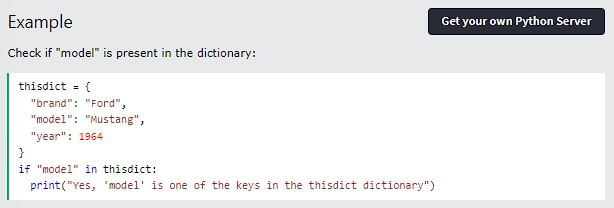 Example
Get your own Python Server
Check if "model" is present in the dictionary:
thisdict = {
  "brand": "Ford",
  "model": "Mustang",
  "year": 1964
}
if "model" in thisdict:
  print("Yes, 'model' is one of the keys in the thisdict dictionary")